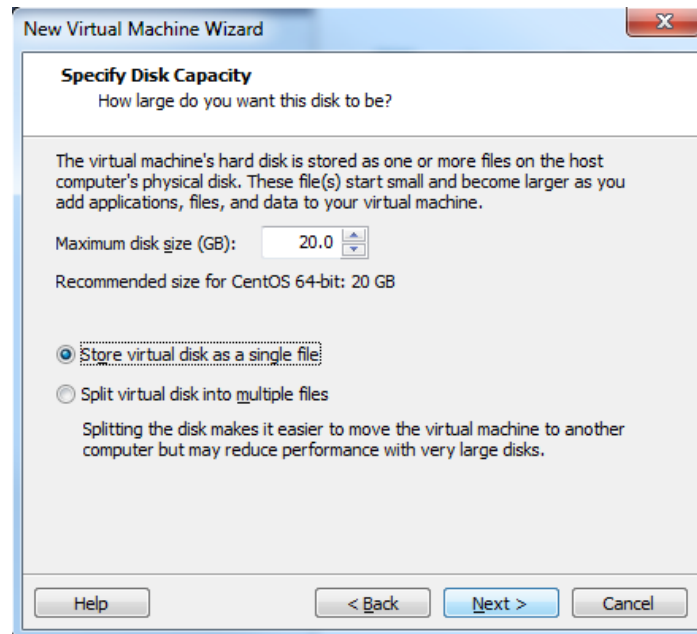 New Virtual Machine Wizard
Specify Disk Capacity
How large do you want this disk to be?
The virtual machine's hard disk is stored as one or more files on the host
computer's physical disk. These file(s) start small and become larger as you
add applications, files, and data to your virtual machine.
Maximum disk size (GB): 20.0
Recommended size for CentOS 64-bit: 20 GB
Store virtual disk as a single file
Split virtual disk into multiple files
Splitting the disk makes it easier to move the virtual machine to another
computer but may reduce performance with very large disks.
Help < Back Next > Cancel